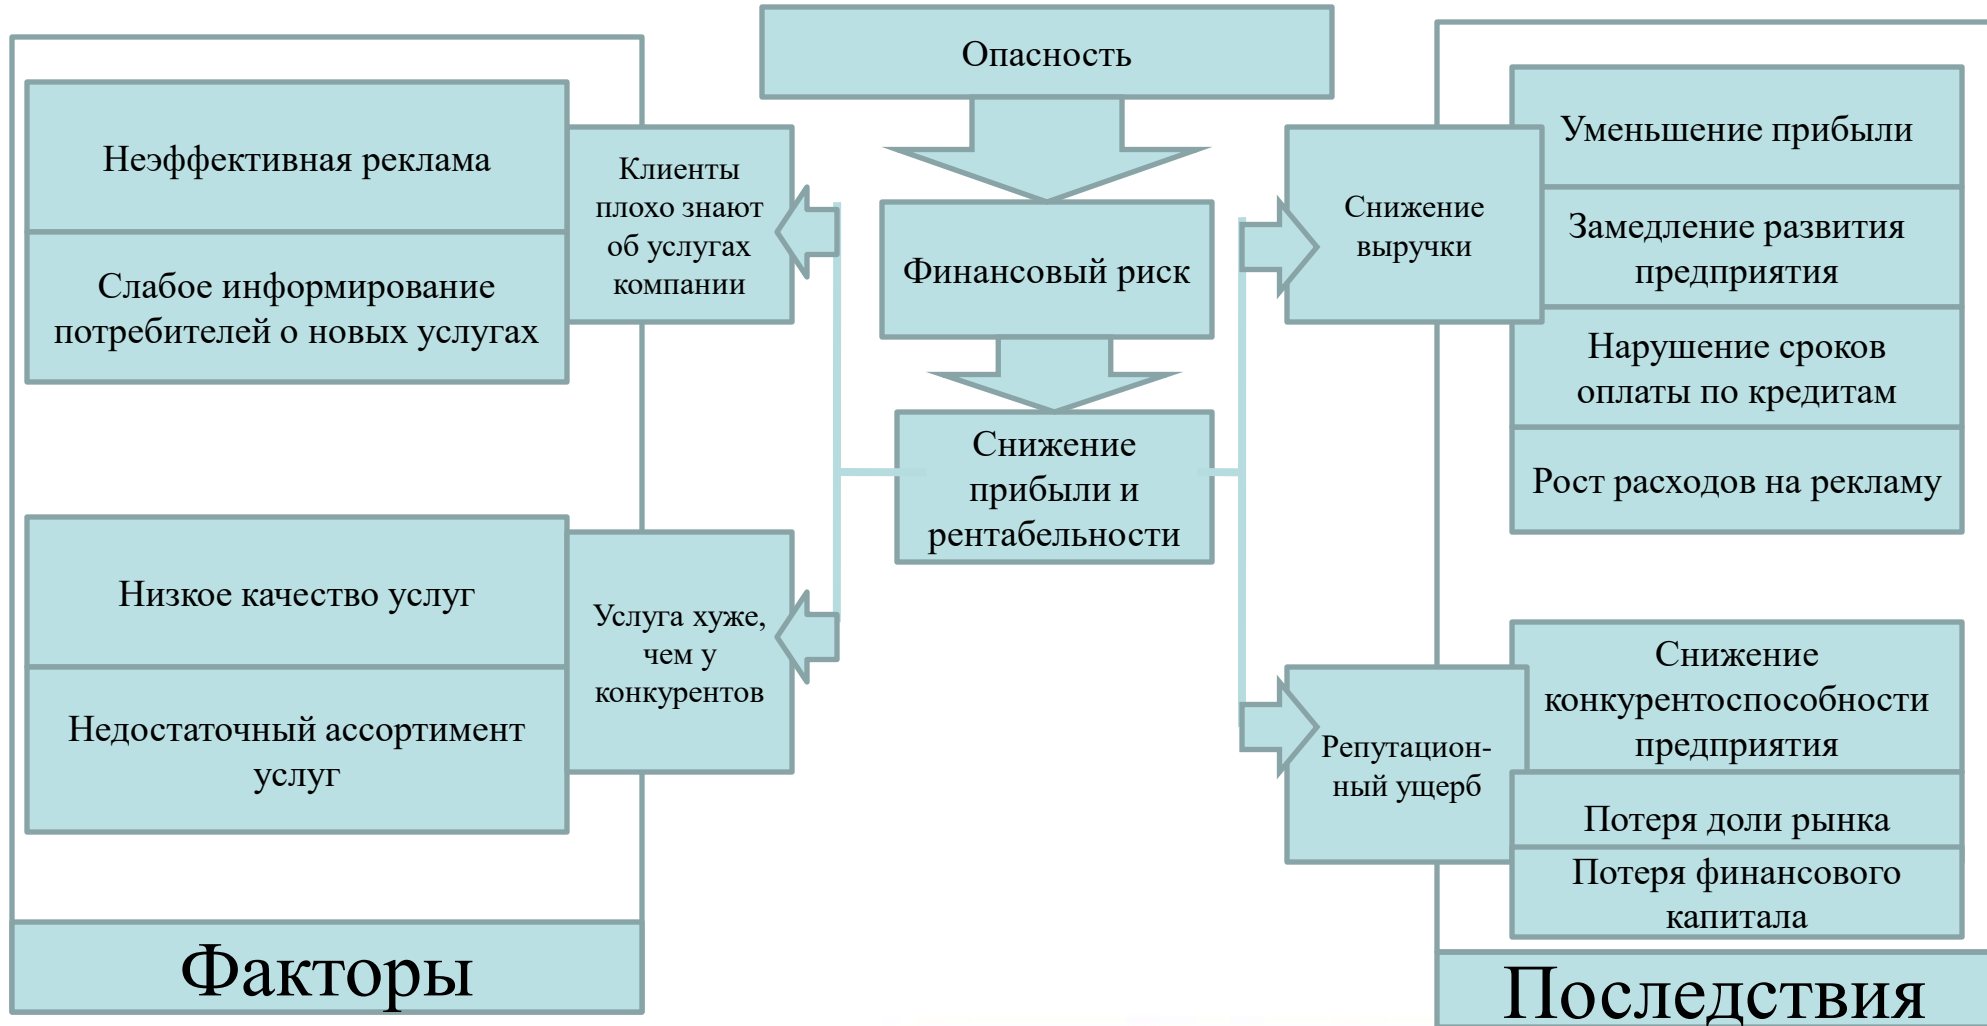 Опасность
Неэффективная реклама
Слабое информирование
потребителей о новых услугах
Клиенты
плохо знают
об услугах
компании
Низкое качество услуг
Недостаточный ассортимент
услуг
Услуга хуже,
чем у
конкурентов
Факторы
Финансовый риск
Снижение
прибыли и
рентабельности
Снижение
выручки
Уменьшение прибыли
Замедление развития
предприятия
Нарушение сроков
оплаты по кредитам
Рост расходов на рекламу
Репутацион-
ный ущерб
Снижение
конкурентоспособности
предприятия
Потеря доли рынка
Потеря финансового
капитала
Последствия